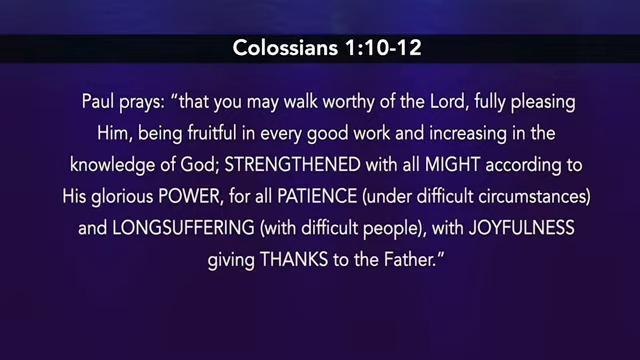 Colossians 1:10-12
Paul prays: “that you may walk worthy of the Lord, fully pleasing
Him, being fruitful in every good work and increasing in the
knowledge of God; STRENGTHENED with all MIGHT according to
His glorious POWER, for all PATIENCE (under difficult circumstances)
and LONGSUFFERING (with difficult people), with JOYFULNESS
giving THANKS to the Father.”